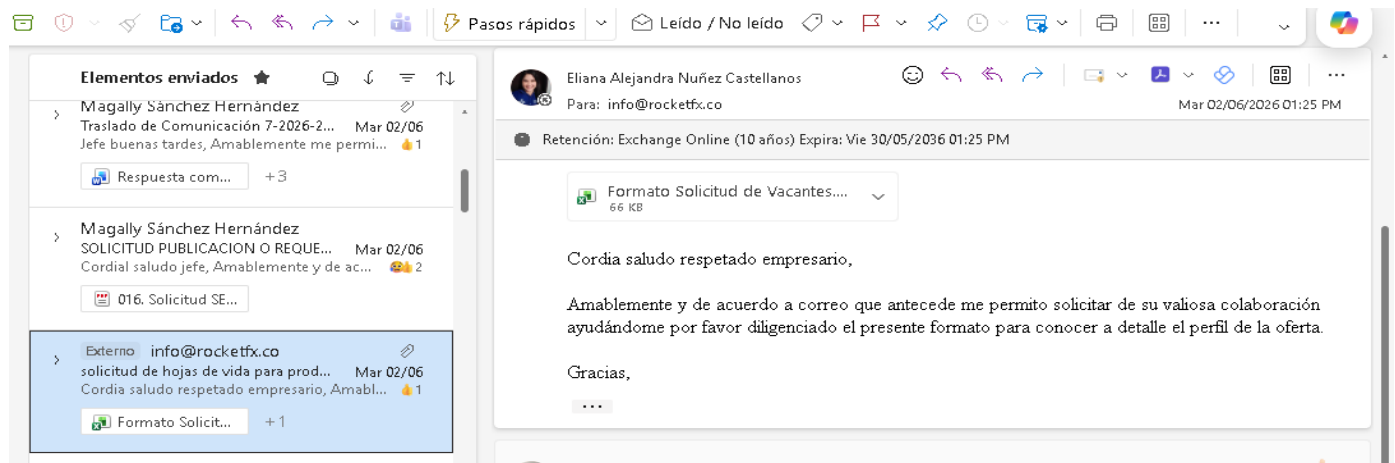 Pasos rápidos
Leído / No leído
Elementos enviados
Magally Sánchez Hernández
Traslado de Comunicación 7-2026-2... Mar 02/06
Jefe buenas tardes, Amablemente me permi... 👍1
Respuesta com... +3
Magally Sánchez Hernández
SOLICITUD PUBLICACION O REQUE... Mar 02/06
Cordial saludo jefe, Amablemente y de ac... 😢👍2
016. Solicitud SE...
Externo info@rocketfx.co
solicitud de hojas de vida para prod... Mar 02/06
Cordia saludo respetado empresario, Amabl... 👍1
Formato Solicit... +1
Eliana Alejandra Nuñez Castellanos
Para: info@rocketfx.co
Mar 02/06/2026 01:25 PM
Retención: Exchange Online (10 años) Expira: Vie 30/05/2036 01:25 PM
Formato Solicitud de Vacantes....
66 KB
Cordia saludo respetado empresario,
Amablemente y de acuerdo a correo que antecede me permito solicitar de su valiosa colaboración
ayudándome por favor diligenciado el presente formato para conocer a detalle el perfil de la oferta.
Gracias,